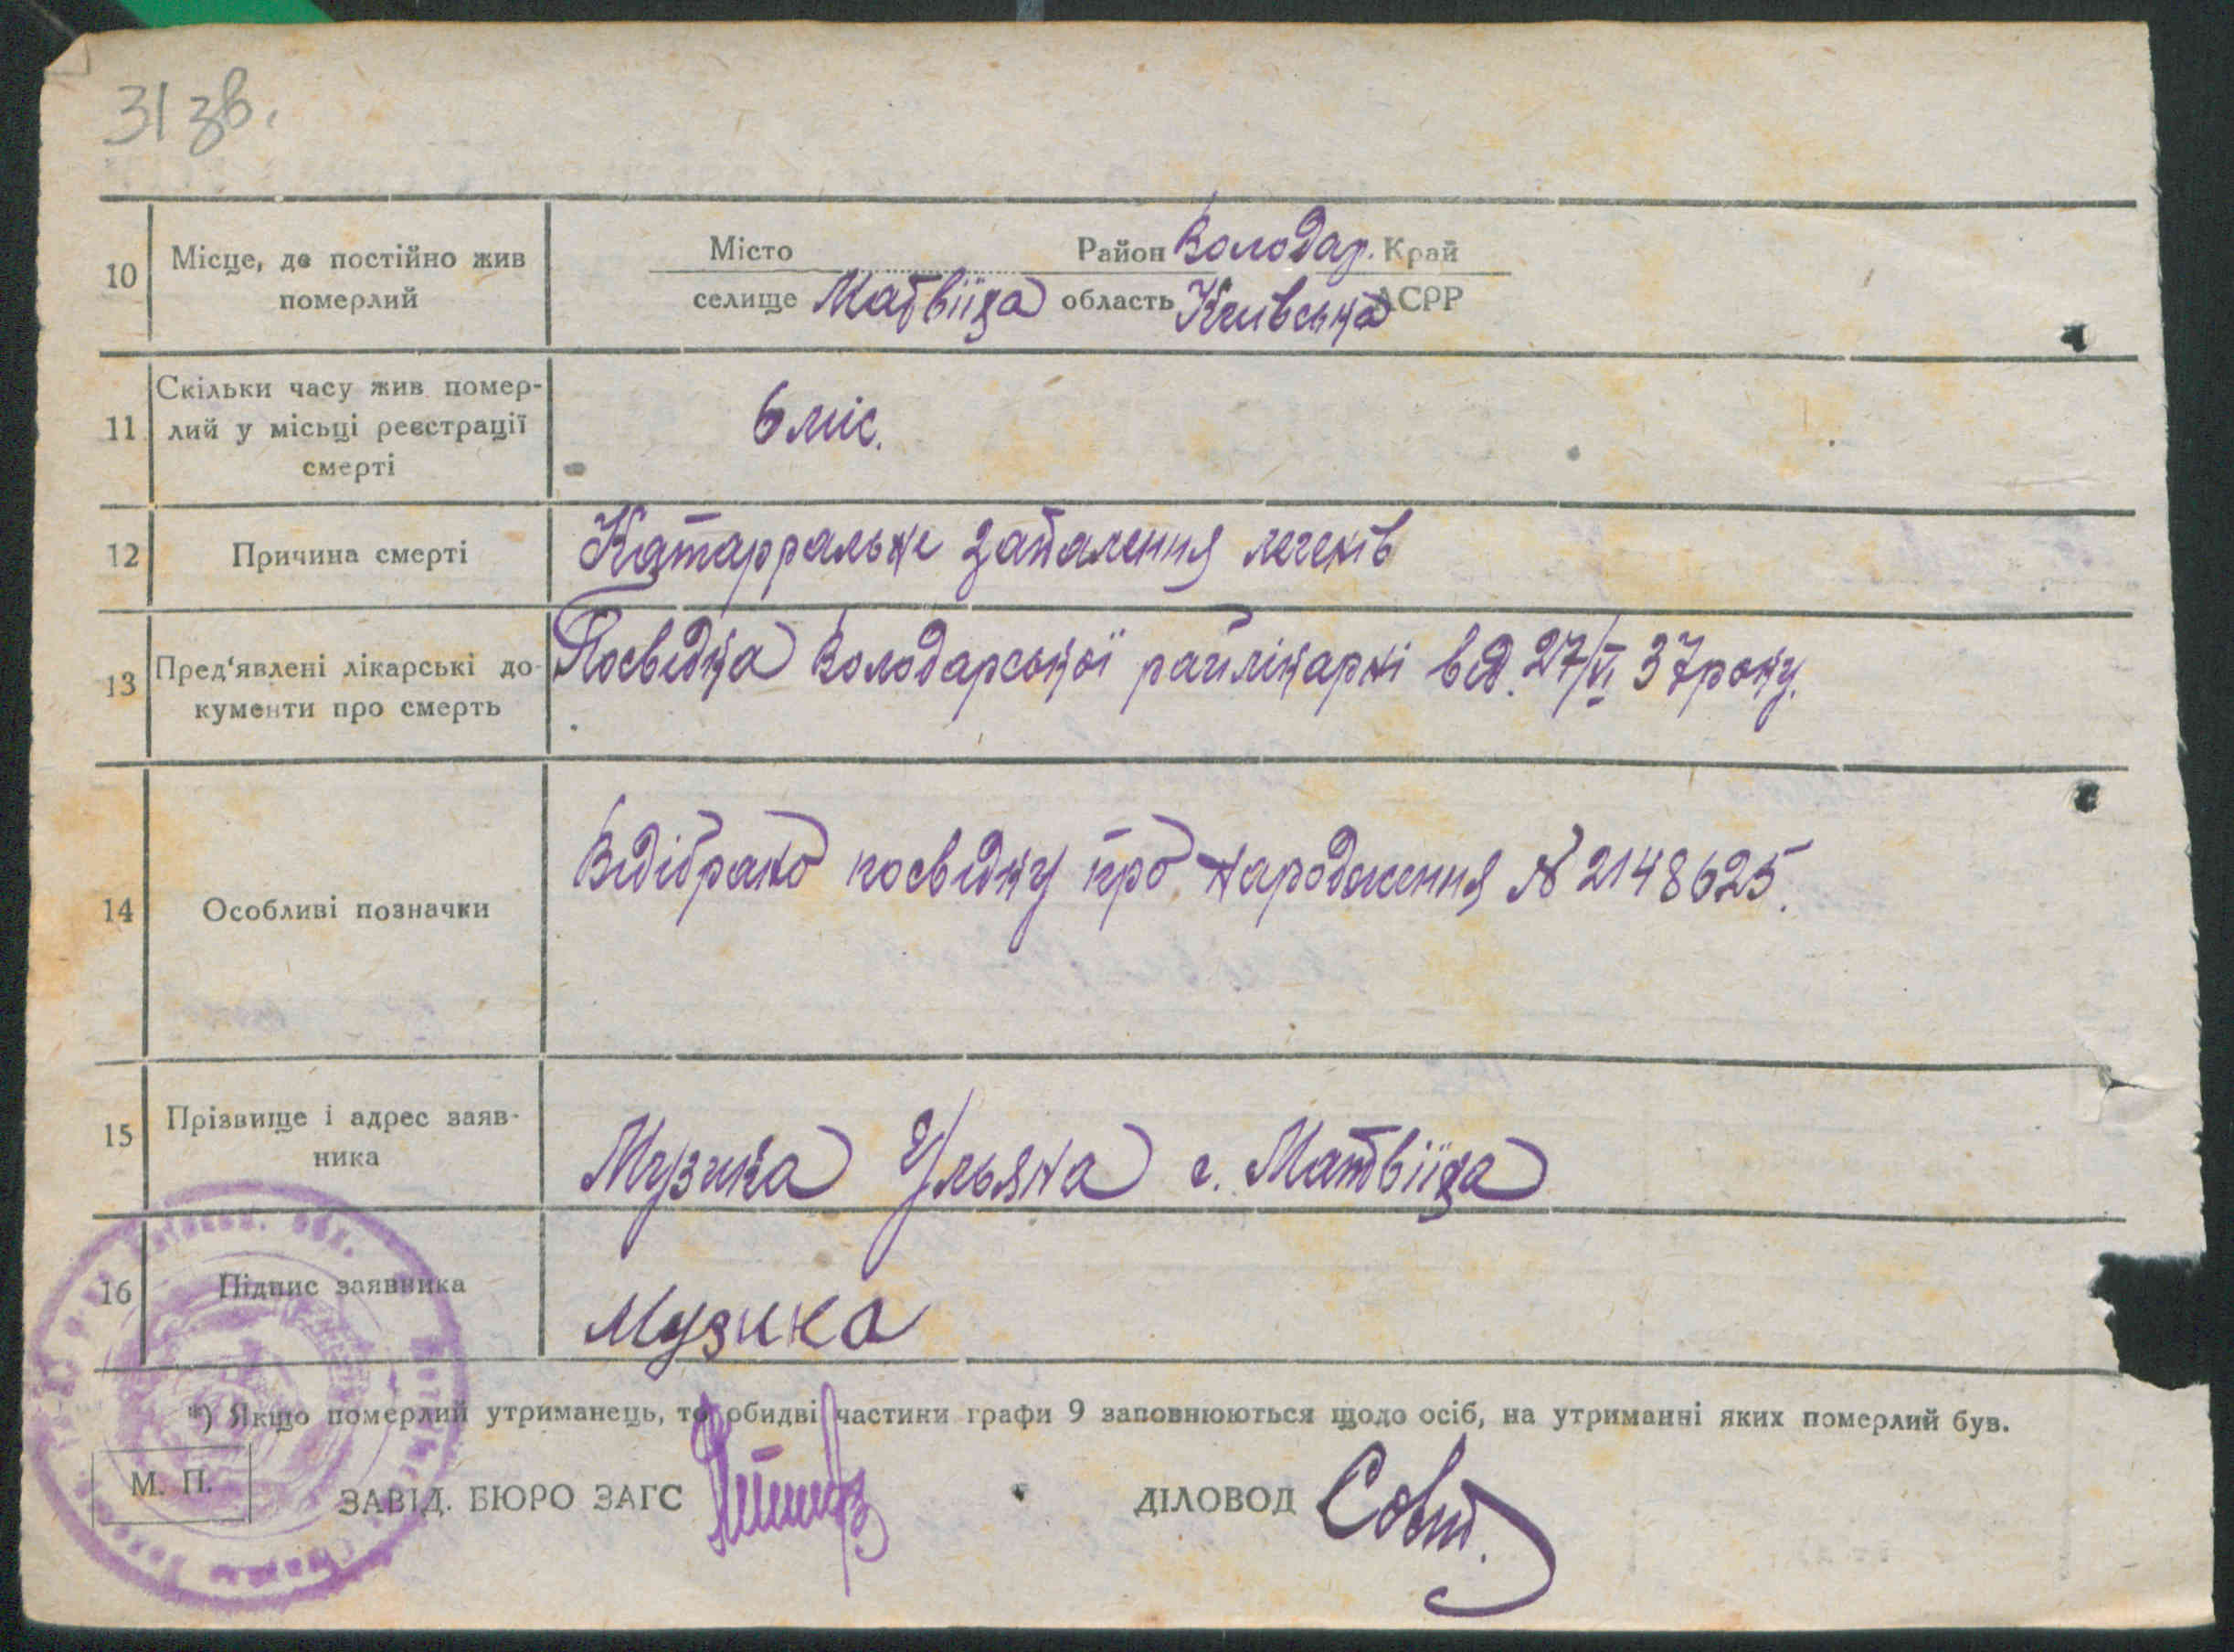 31 зв.
10 Місце, де постійно жив померлий
Місто Район Володар. Край
селище Матвіїха область Київська АСРР
11 Скільки часу жив помер-
лий у місьці реєстрації
смерті
6 міс.
12 Причина смерті Катарральне запалення легенів
13 Пред'явлені лікарські до-
кументи про смерть
Посвідка Володарської райлікарні від. 27/VI 37року.
14 Особливі позначки Відібрано посвідку про народження № 2148625.
15 Прізвище і адрес заяв-
ника
Музика Ульяна с. Матвіїха
16 Підпис заявника Музика
*) Якщо померлий утриманець, то обидві частини графи 9 заповнюються щодо осіб, на утриманні яких померлий був.
М. П. ЗАВІД. БЮРО ЗАГС ДІЛОВОД